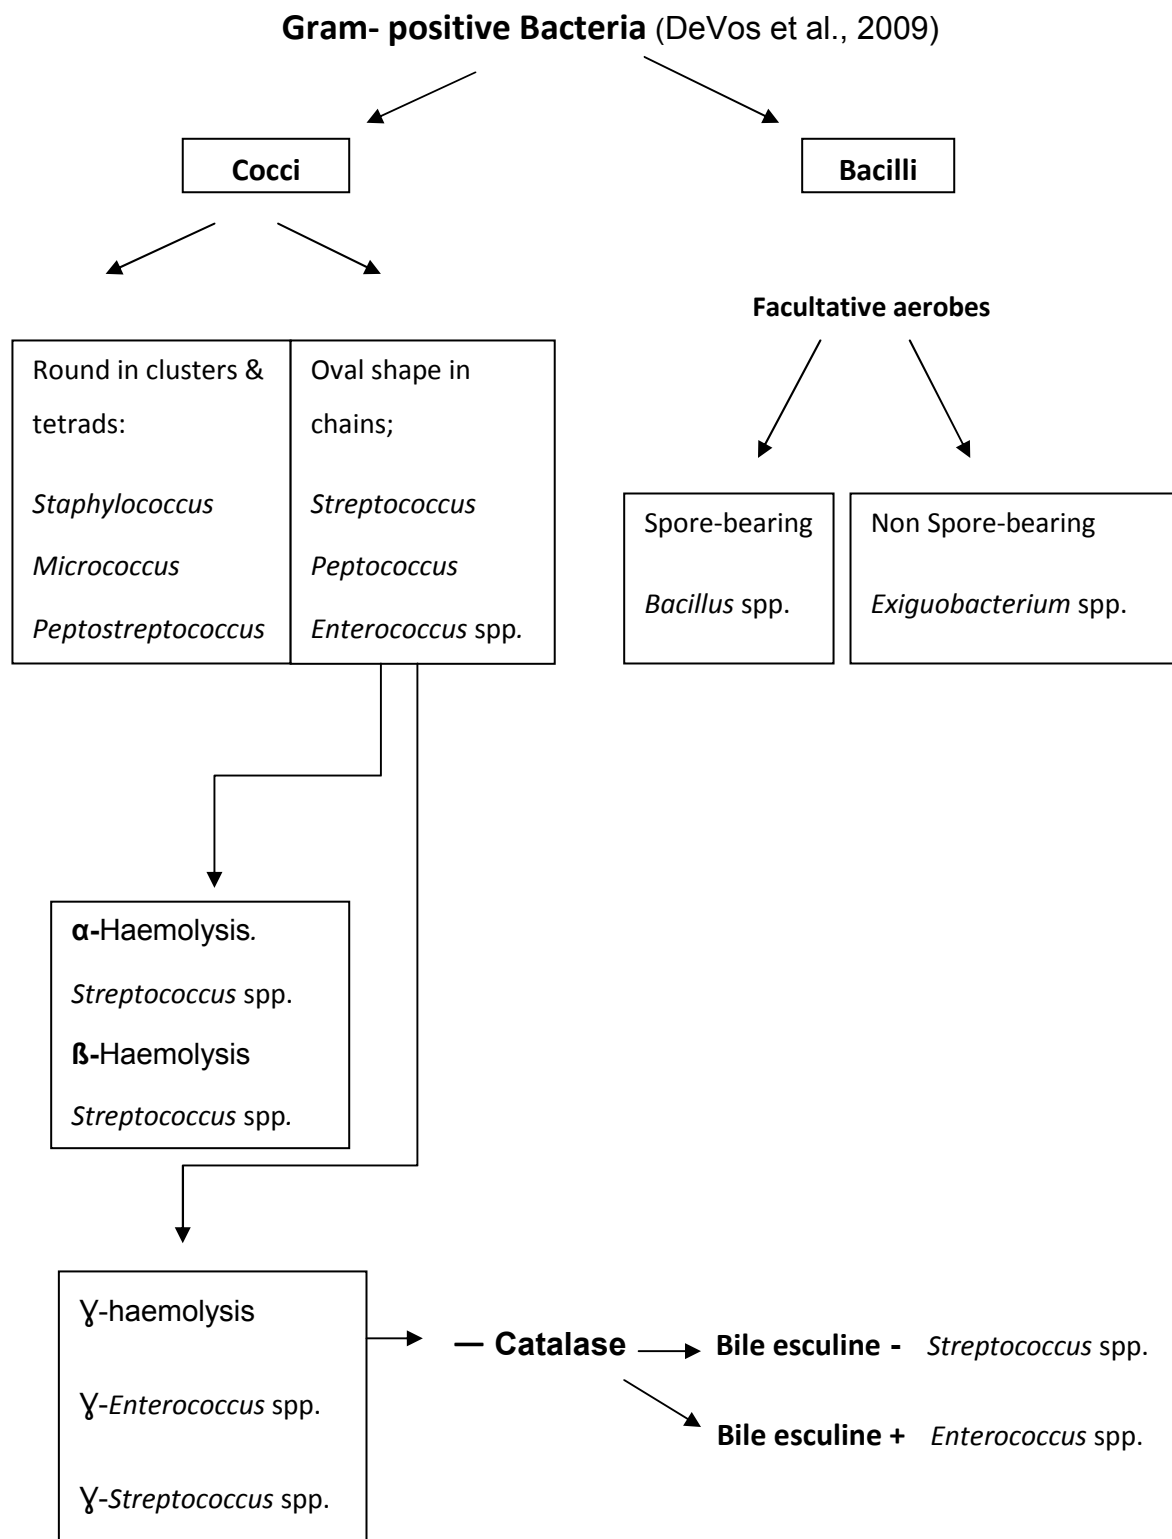 Gram- positive Bacteria (DeVos et al., 2009)
Cocci
Bacilli
Facultative aerobes
Round in clusters &
tetrads:
Staphylococcus
Micrococcus
Peptostreptococcus
Oval shape in
chains;
Streptococcus
Peptococcus
Enterococcus spp.
Spore-bearing
Bacillus spp.
Non Spore-bearing
Exiguobacterium spp.
α-Haemolysis.
Streptococcus spp.
ß-Haemolysis
Streptococcus spp.
Ɣ-haemolysis
Ɣ-Enterococcus spp.
Ɣ-Streptococcus spp.
— Catalase
Bile esculine - Streptococcus spp.
Bile esculine + Enterococcus spp.